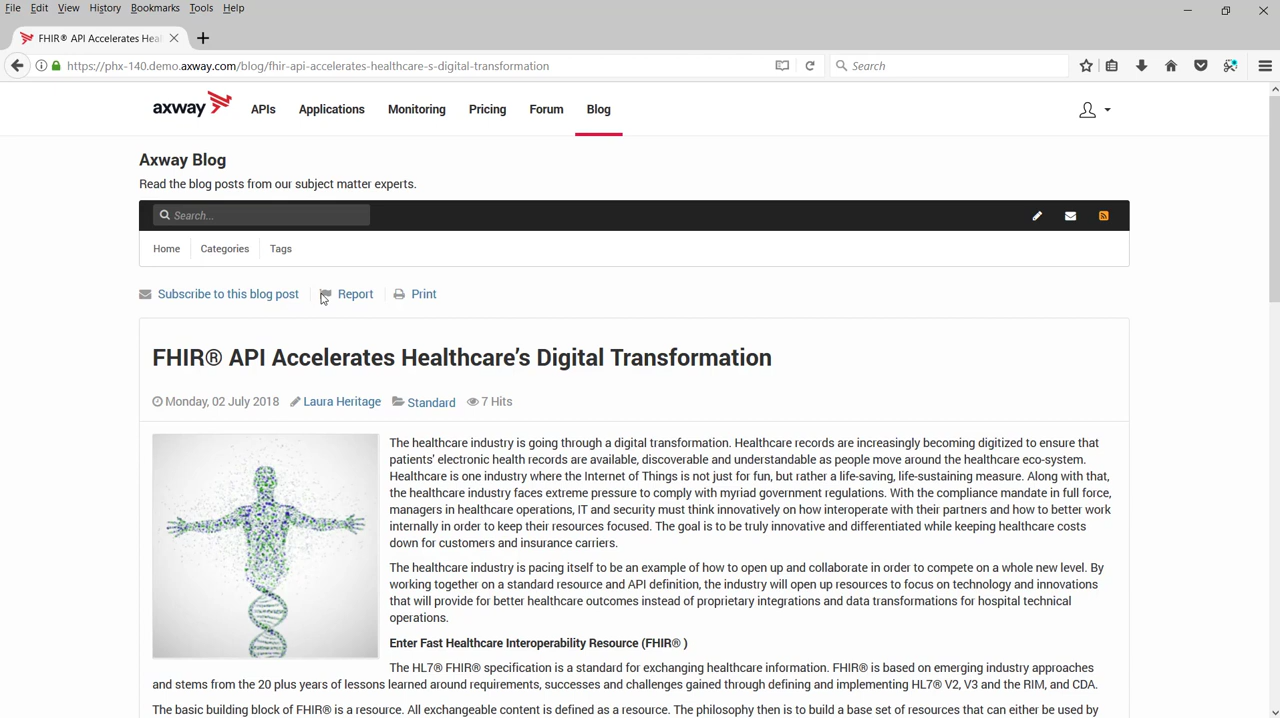 File Edit View History Bookmarks Tools Help
FHIR® API Accelerates Hea
https://phx-140.demo.axway.com/blog/fhir-api-accelerates-healthcare-s-digital-transformation
Search
axway APIs Applications Monitoring Pricing Forum Blog
Axway Blog
Read the blog posts from our subject matter experts.
Search...
Home Categories Tags
Subscribe to this blog post Report Print
FHIR® API Accelerates Healthcare’s Digital Transformation
Monday, 02 July 2018 Laura Heritage Standard 7 Hits
The healthcare industry is going through a digital transformation. Healthcare records are increasingly becoming digitized to ensure that
patients' electronic health records are available, discoverable and understandable as people move around the healthcare eco-system.
Healthcare is one industry where the Internet of Things is not just for fun, but rather a life-saving, life-sustaining measure. Along with that,
the healthcare industry faces extreme pressure to comply with myriad government regulations. With the compliance mandate in full force,
managers in healthcare operations, IT and security must think innovatively on how interoperate with their partners and how to better work
internally in order to keep their resources focused. The goal is to be truly innovative and differentiated while keeping healthcare costs
down for customers and insurance carriers.
The healthcare industry is pacing itself to be an example of how to open up and collaborate in order to compete on a whole new level. By
working together on a standard resource and API definition, the industry will open up resources to focus on technology and innovations
that will provide for better healthcare outcomes instead of proprietary integrations and data transformations for hospital technical
operations.
Enter Fast Healthcare Interoperability Resource (FHIR® )
The HL7® FHIR® specification is a standard for exchanging healthcare information. FHIR® is based on emerging industry approaches
and stems from the 20 plus years of lessons learned around requirements, successes and challenges gained through defining and implementing HL7® V2, V3 and the RIM, and CDA.
The basic building block of FHIR® is a resource. All exchangeable content is defined as a resource. The philosophy then is to build a base set of resources that can either be used by